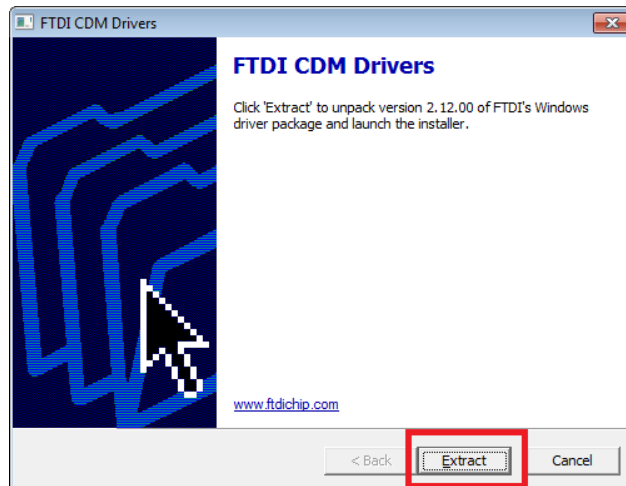 FTDI CDM Drivers
FTDI CDM Drivers
Click 'Extract' to unpack version 2.12.00 of FTDI's Windows
driver package and launch the installer.
www.ftdichip.com
< Back Extract Cancel